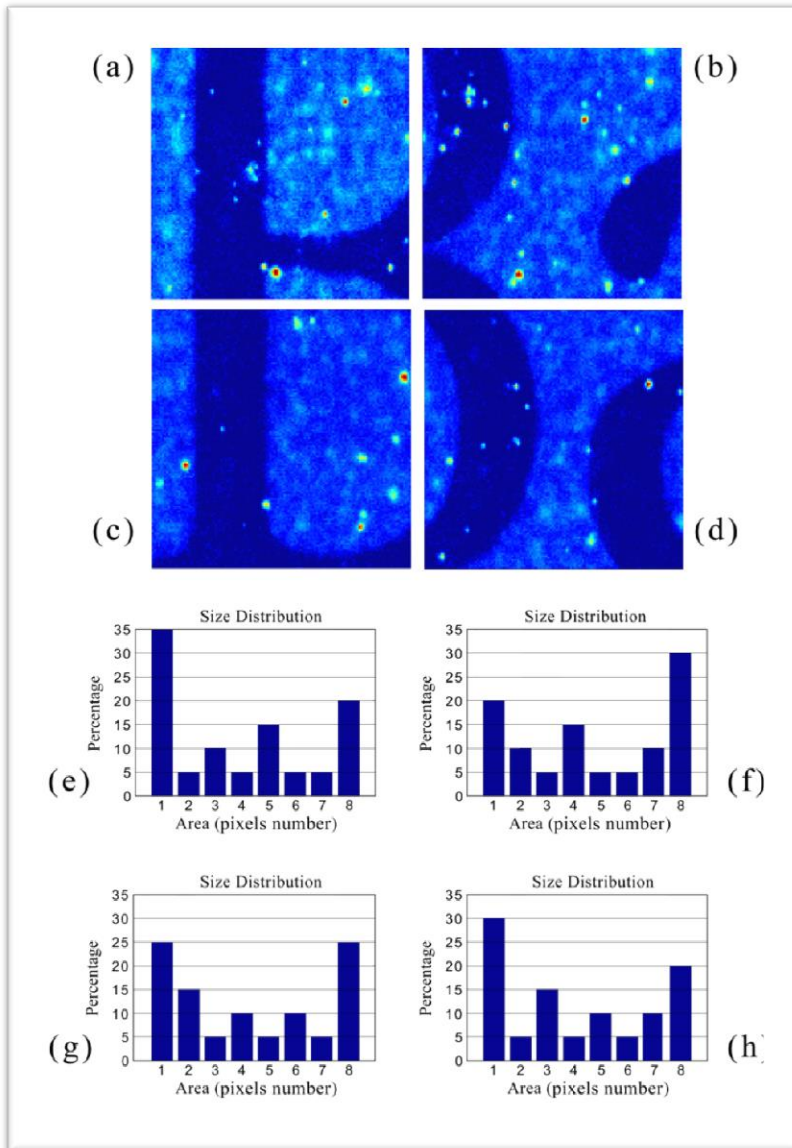 (a)
(b)
(c)
(d)
Size Distribution
35
30
25
20
15
10
5
0
Percentage
1 2 3 4 5 6 7 8
Area (pixels number)
(e)
Size Distribution
35
30
25
20
15
10
5
0
Percentage
1 2 3 4 5 6 7 8
Area (pixels number)
(f)
Size Distribution
35
30
25
20
15
10
5
0
Percentage
1 2 3 4 5 6 7 8
Area (pixels number)
(g)
Size Distribution
35
30
25
20
15
10
5
0
Percentage
1 2 3 4 5 6 7 8
Area (pixels number)
(h)